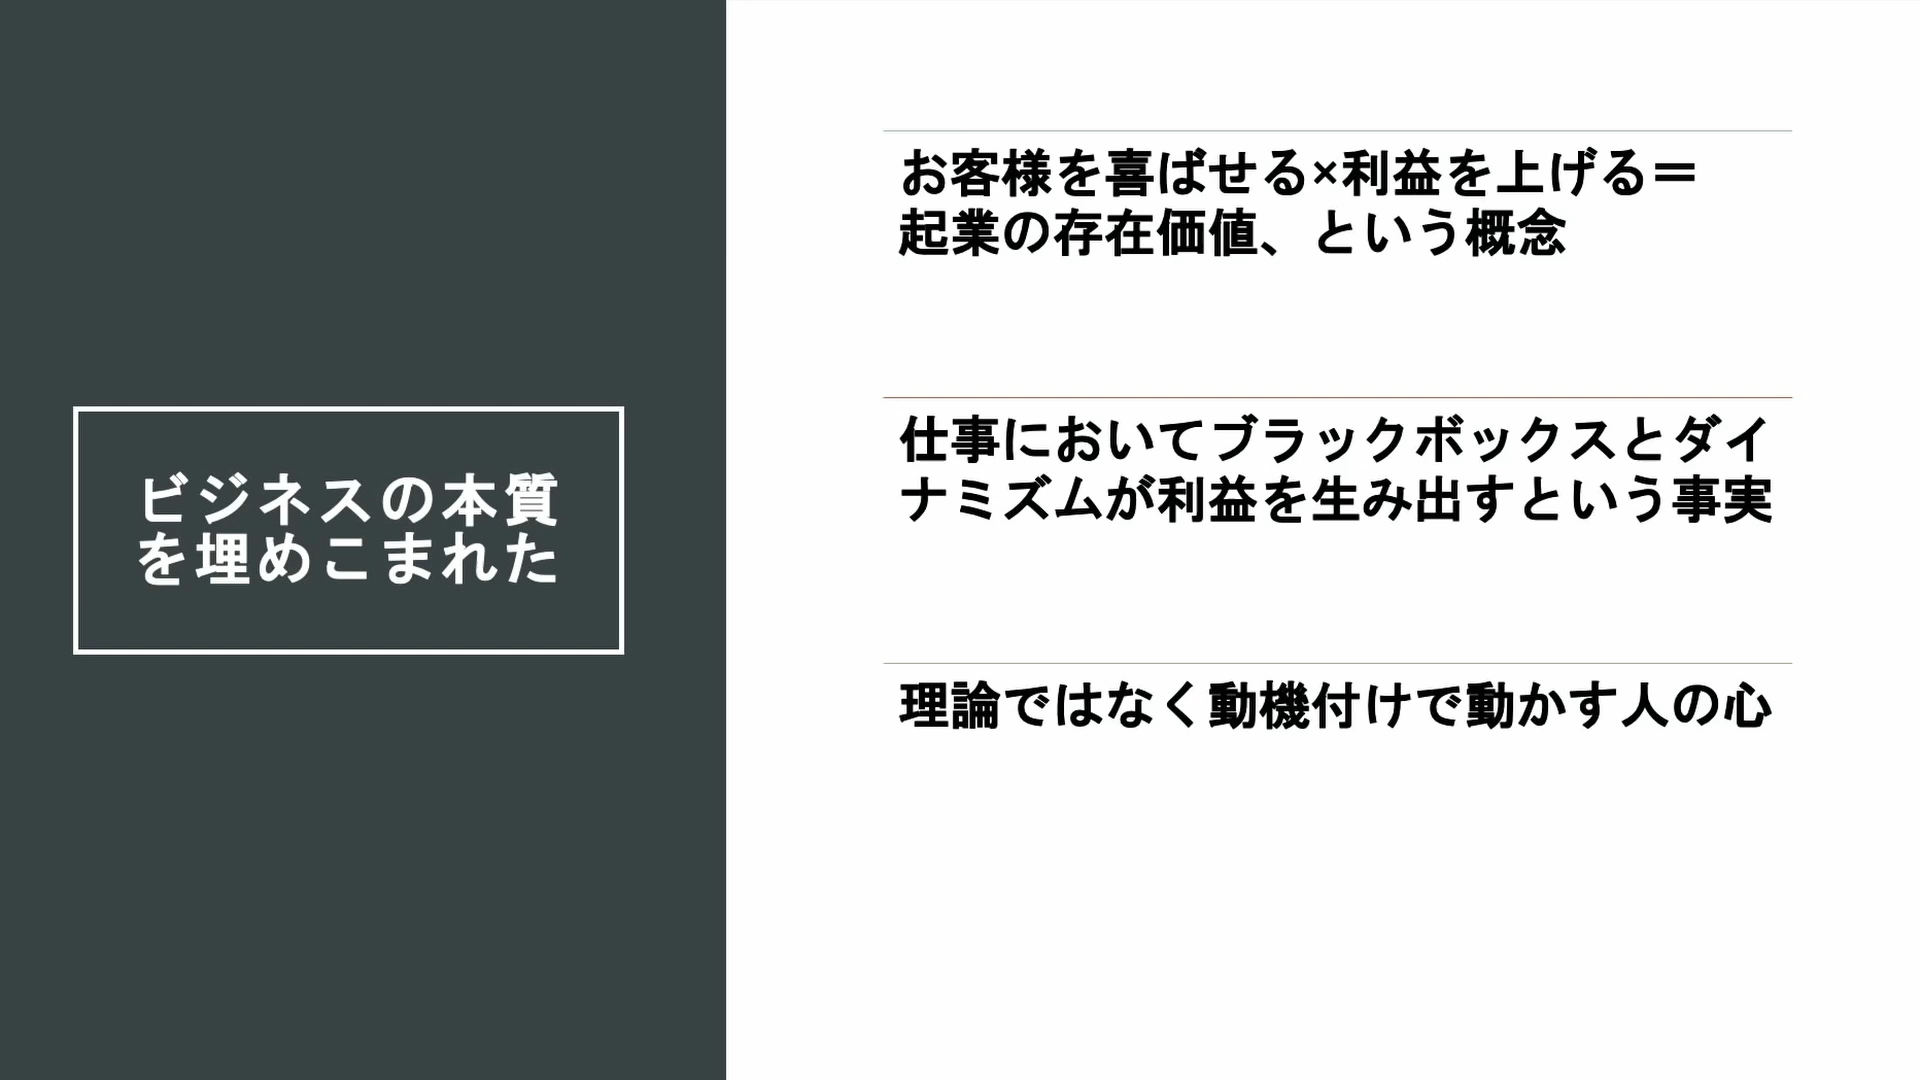 ビジネスの本質
を埋めこまれた
お客様を喜ばせる×利益を上げる＝
起業の存在価値、という概念
仕事においてブラックボックスとダイ
ナミズムが利益を生み出すという事実
理論ではなく動機付けで動かす人の心